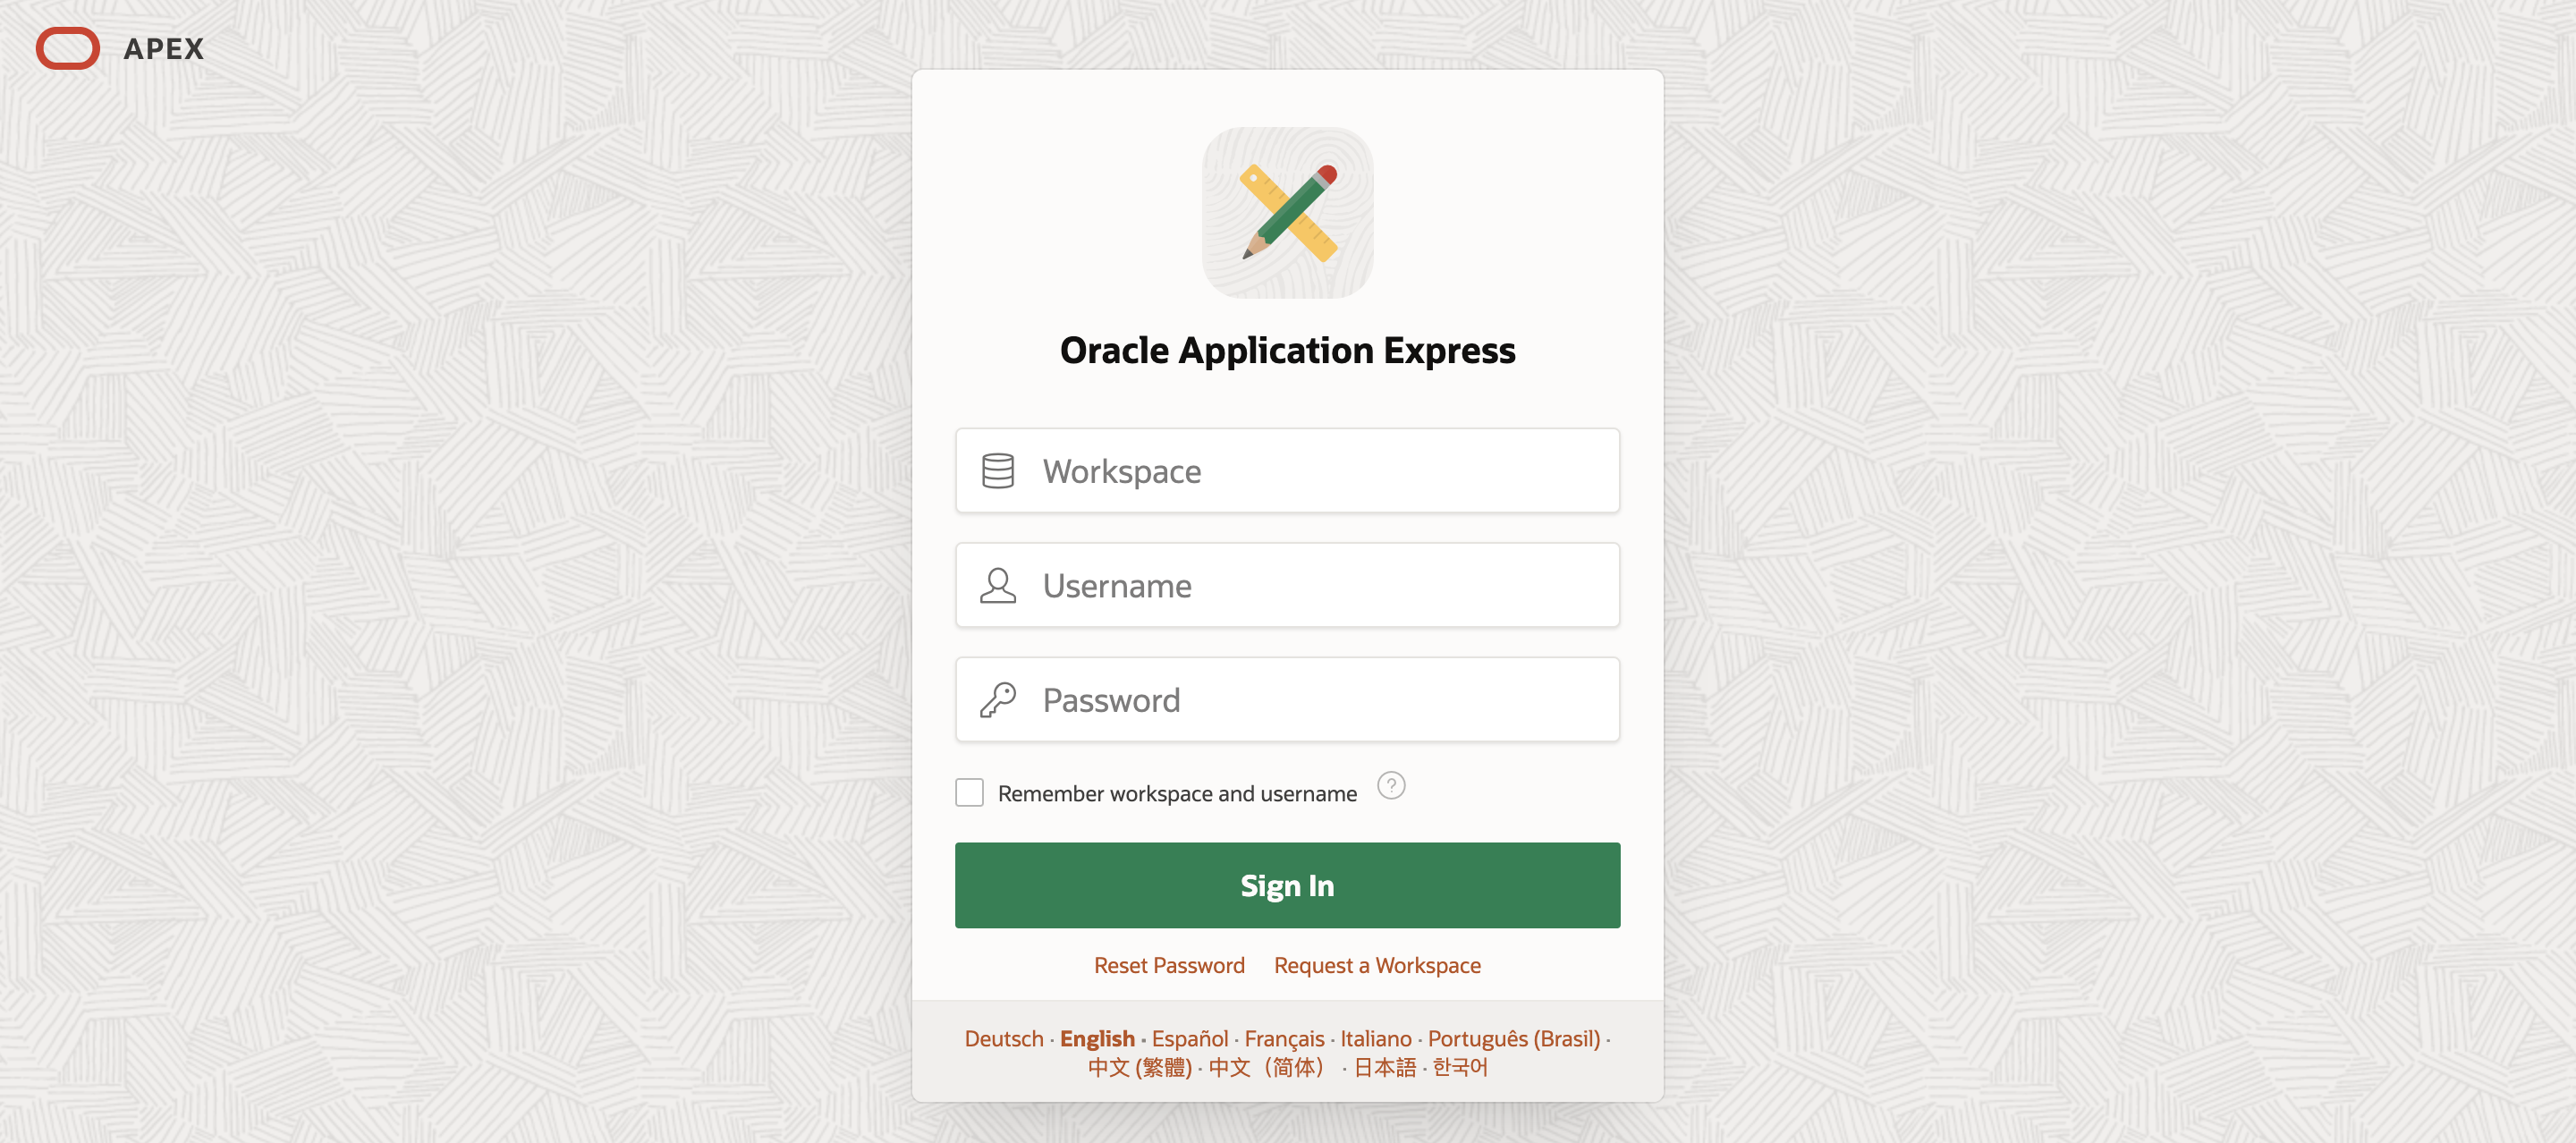 APEX
Oracle Application Express
Workspace
Username
Password
Remember workspace and username ?
Sign In
Reset Password Request a Workspace
Deutsch · English · Español · Français · Italiano · Português (Brasil) ·
中文 (繁體) · 中文（简体） · 日本語 · 한국어